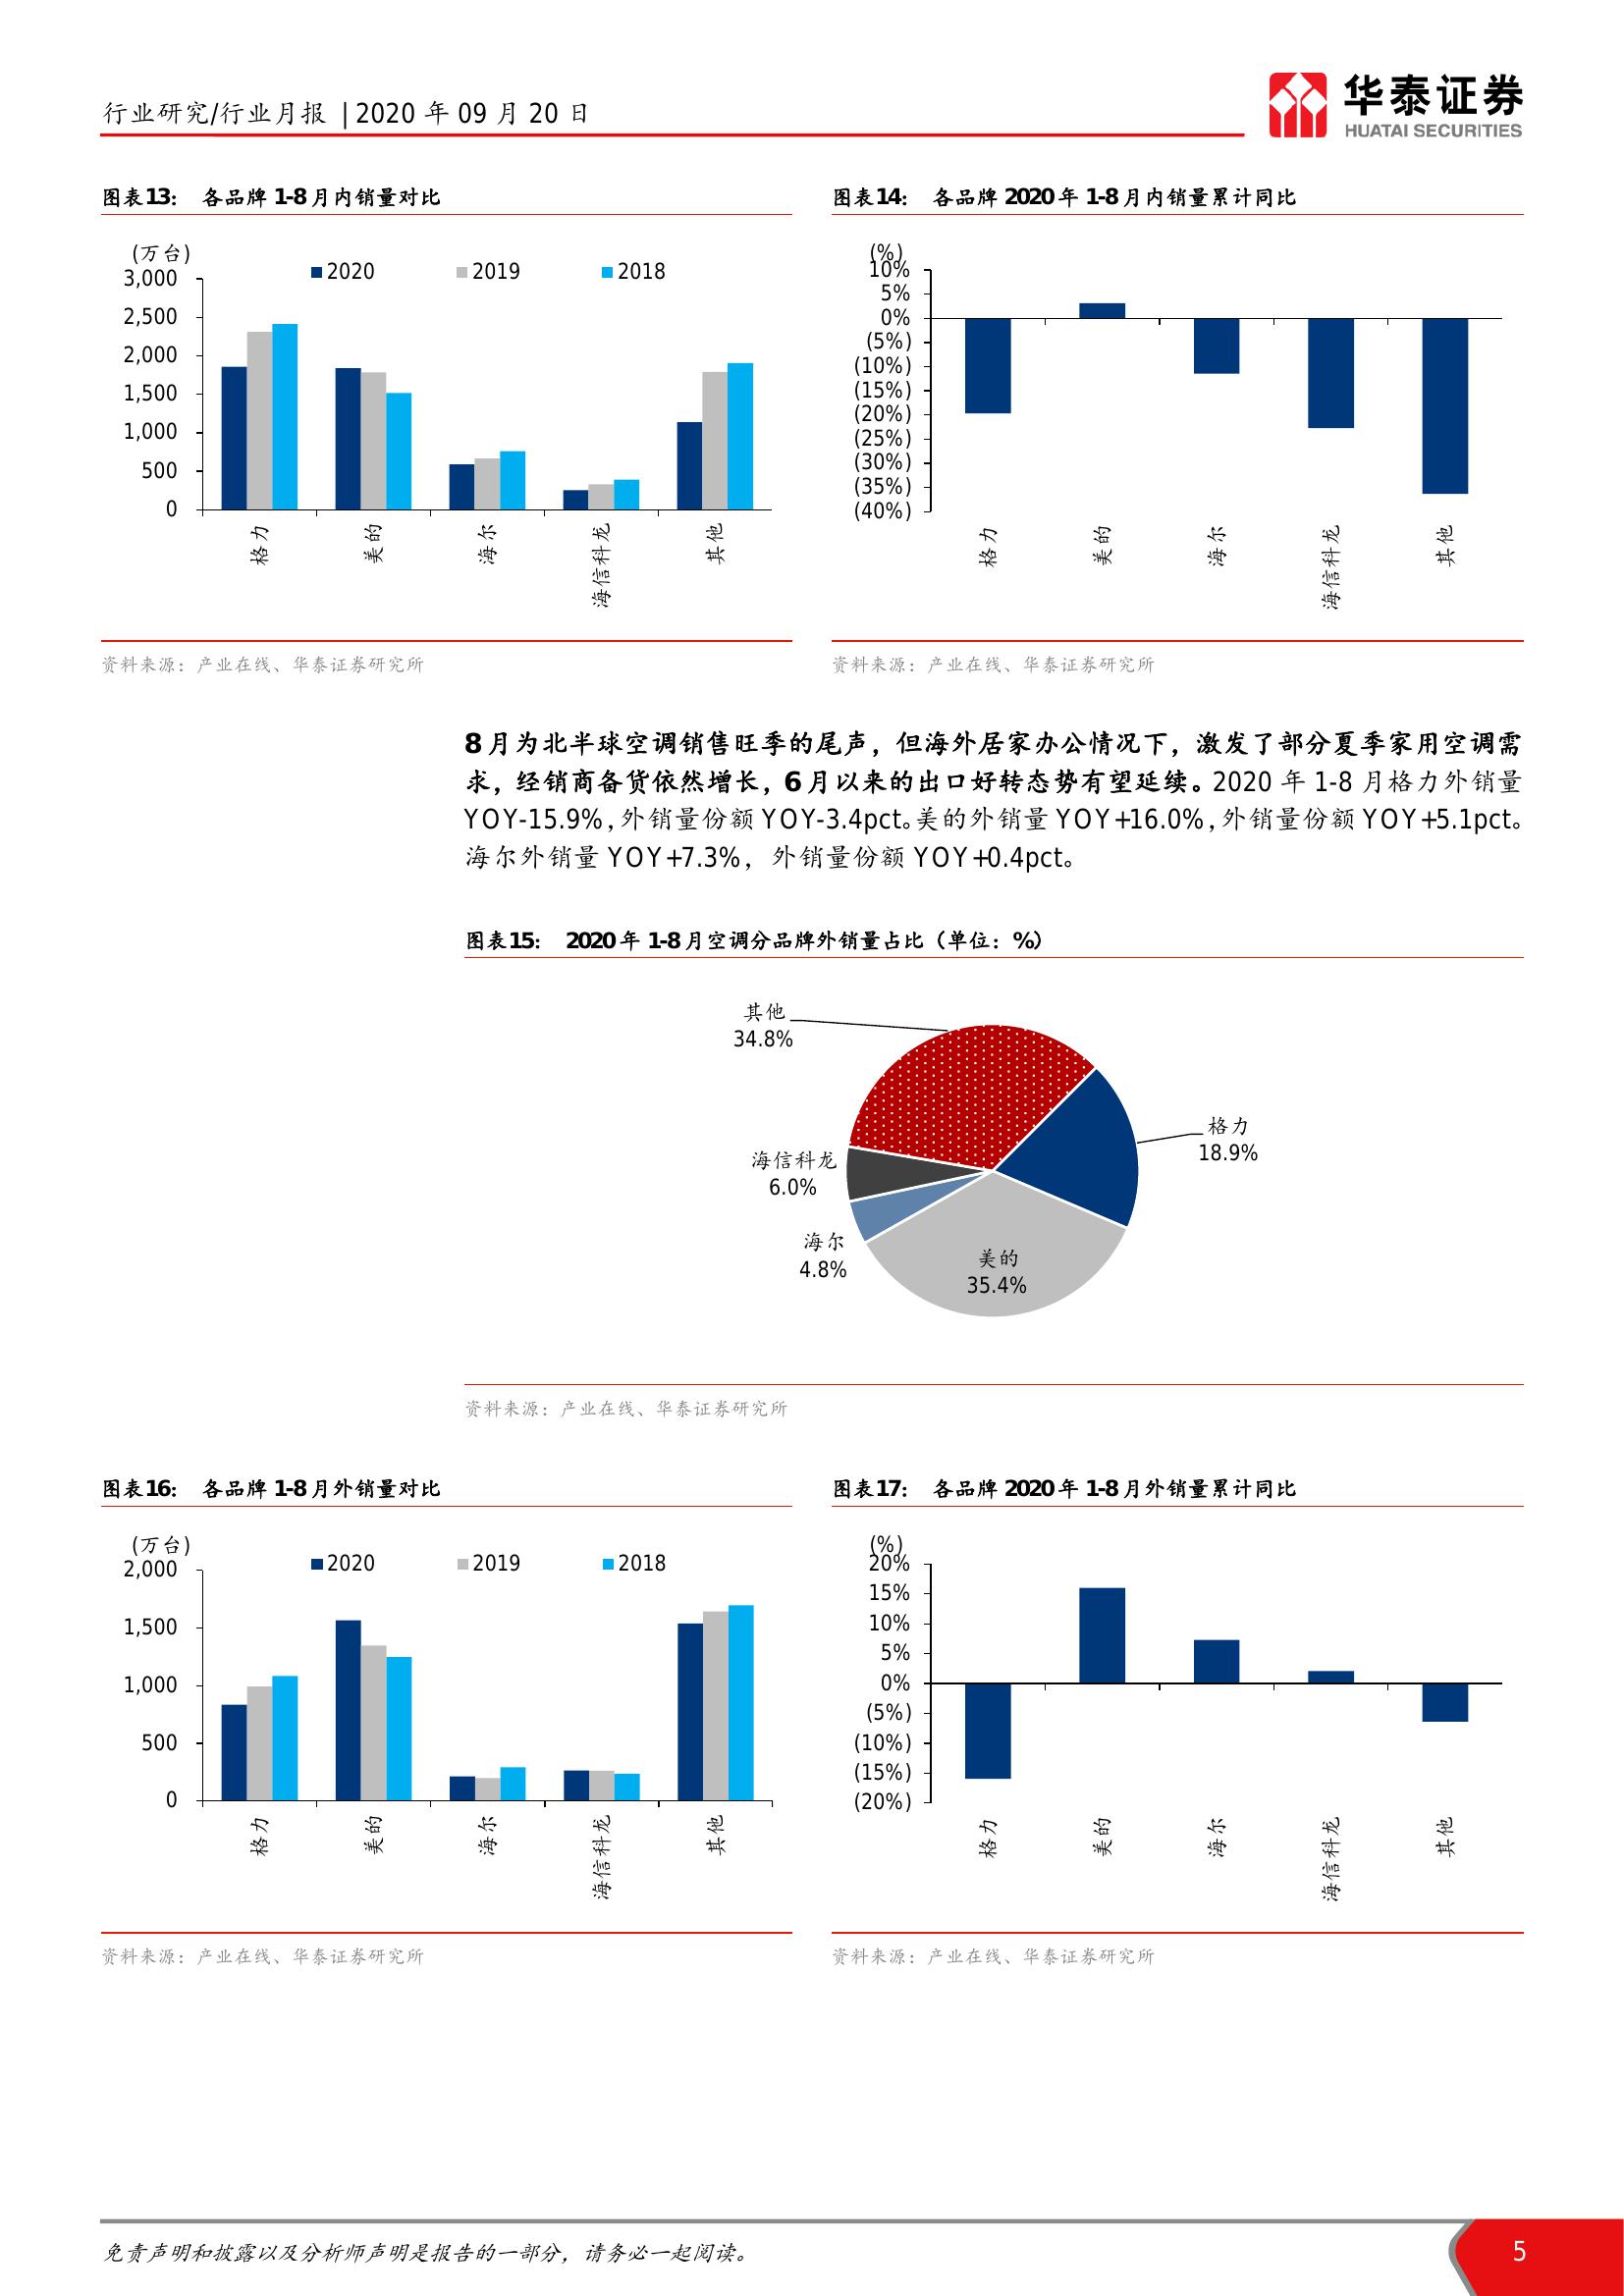 行业研究/行业月报 | 2020 年 09 月 20 日
华泰证券
HUATAI SECURITIES
图表13： 各品牌 1-8 月内销量对比
(万台)
2020 2019 2018
3,000
2,500
2,000
1,500
1,000
500
0
格力 美的 海尔 海信科龙 其他
资料来源：产业在线、华泰证券研究所
图表14： 各品牌 2020 年 1-8 月内销量累计同比
(%)
10%
5%
0%
(5%)
(10%)
(15%)
(20%)
(25%)
(30%)
(35%)
(40%)
格力 美的 海尔 海信科龙 其他
资料来源：产业在线、华泰证券研究所
8 月为北半球空调销售旺季的尾声，但海外居家办公情况下，激发了部分夏季家用空调需
求，经销商备货依然增长，6 月以来的出口好转态势有望延续。2020 年 1-8 月格力外销量
YOY-15.9%，外销量份额 YOY-3.4pct。美的外销量 YOY+16.0%，外销量份额 YOY+5.1pct。
海尔外销量 YOY+7.3%，外销量份额 YOY+0.4pct。
图表15： 2020 年 1-8 月空调分品牌外销量占比（单位：%）
其他
34.8%
格力
18.9%
海信科龙
6.0%
海尔
4.8%
美的
35.4%
资料来源：产业在线、华泰证券研究所
图表16： 各品牌 1-8 月外销量对比
(万台)
2020 2019 2018
2,000
1,500
1,000
500
0
格力 美的 海尔 海信科龙 其他
资料来源：产业在线、华泰证券研究所
图表17： 各品牌 2020 年 1-8 月外销量累计同比
(%)
20%
15%
10%
5%
0%
(5%)
(10%)
(15%)
(20%)
格力 美的 海尔 海信科龙 其他
资料来源：产业在线、华泰证券研究所
免责声明和披露以及分析师声明是报告的一部分，请务必一起阅读。
5